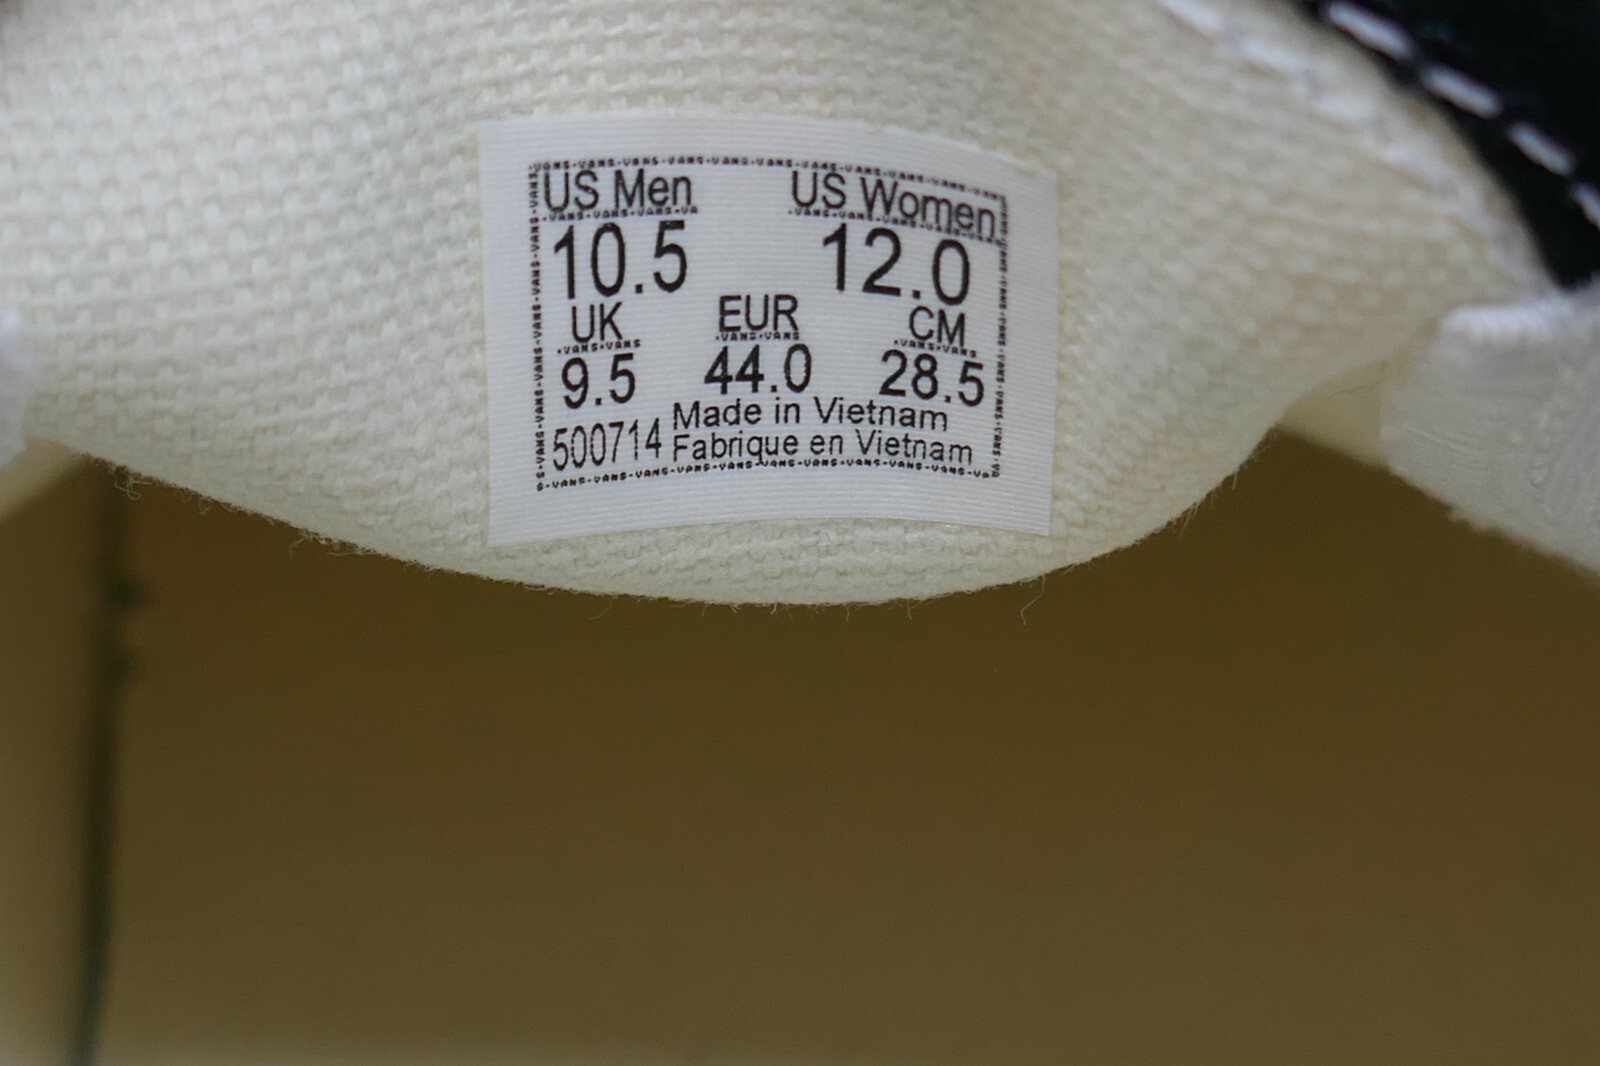 US Men US Women
10.5 12.0
UK EUR CM
9.5 44.0 28.5
Made in Vietnam
500714 Fabrique en Vietnam